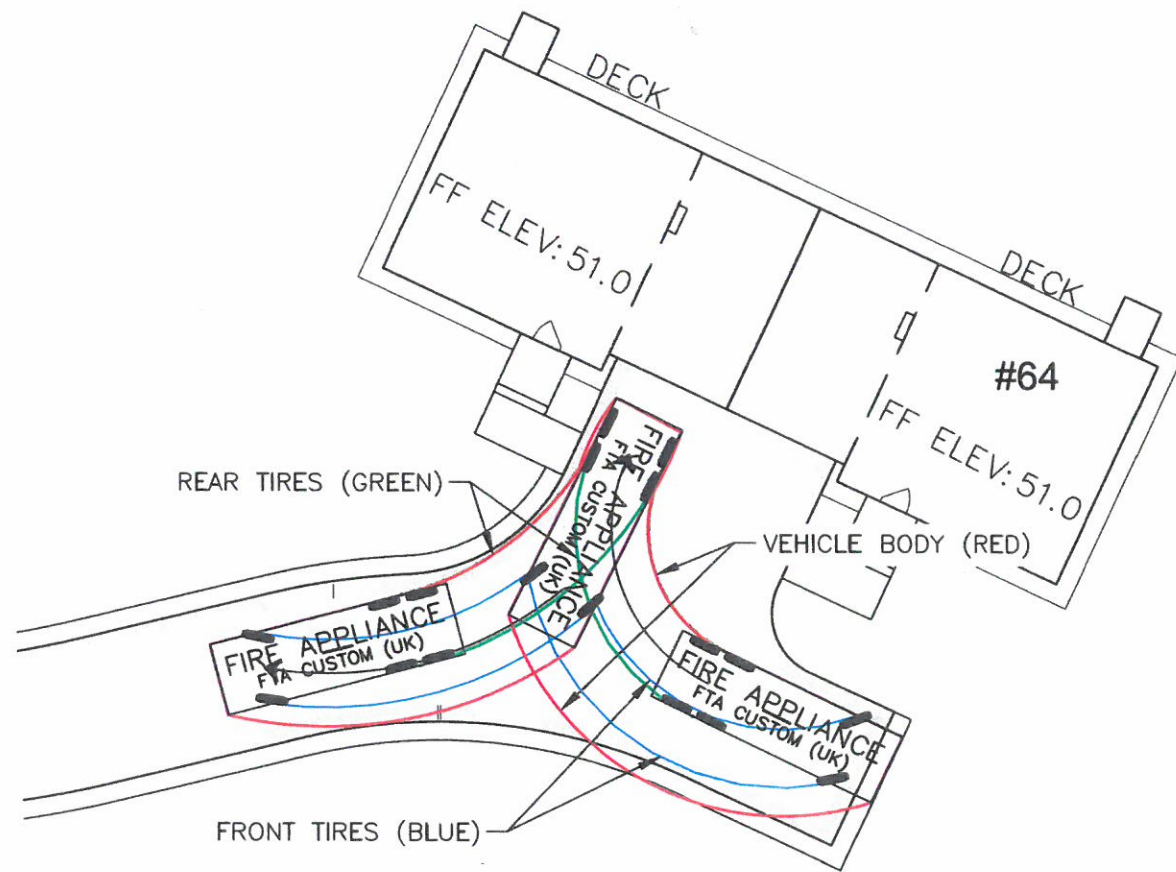 DECK
FF ELEV: 51.0
DECK
#64
FF ELEV: 51.0
REAR TIRES (GREEN)
FIRE APPLIANCE
FTA CUSTOM (UK)
VEHICLE BODY (RED)
FIRE APPLIANCE
FTA CUSTOM (UK)
FIRE APPLIANCE
FTA CUSTOM (UK)
FRONT TIRES (BLUE)